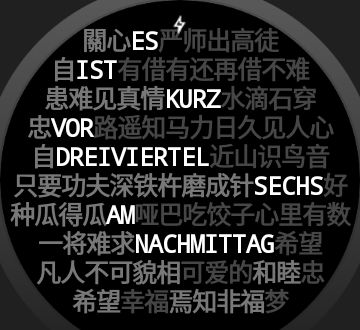 關心ES严师出高徒
自IST有借有还再借不难
患难见真情KURZ水滴石穿
忠VOR路遥知马力日久见人心
自DREIVIERTEL近山识鸟音
只要功夫深铁杵磨成针SECHS好
种瓜得瓜AM哑巴吃饺子心里有数
一将难求NACHMITTAG希望
凡人不可貌相可爱的和睦忠
希望幸福焉知非福梦